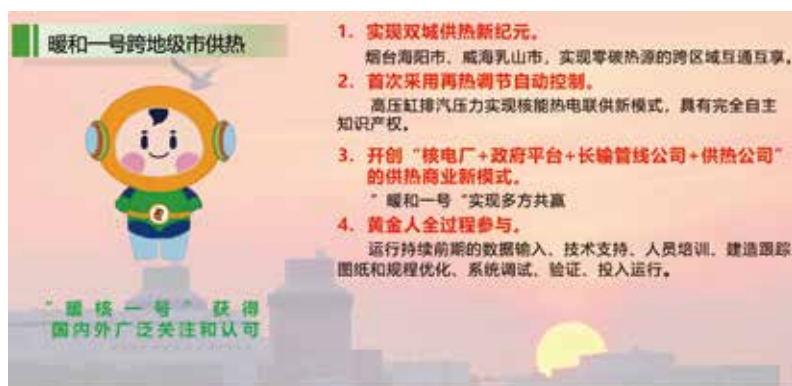 暖和一号跨地级市供热
1. 实现双城供热新纪元。
烟台海阳市、威海乳山市，实现零碳热源的跨区域互通互享。
2. 首次采用再热调节自动控制。
高压缸排汽压力实现核能热电联供新模式，具有完全自主
知识产权。
3. 开创“核电厂+政府平台+长输管线公司+供热公司”
的供热商业新模式。
“暖和一号“实现多方共赢
4. 黄金人全过程参与。
运行持续前期的数据输入、技术支持、人员培训、建造跟踪
图纸和规程优化、系统调试、验证、投入运行。
“暖核一号”获得
国内外广泛关注和认可